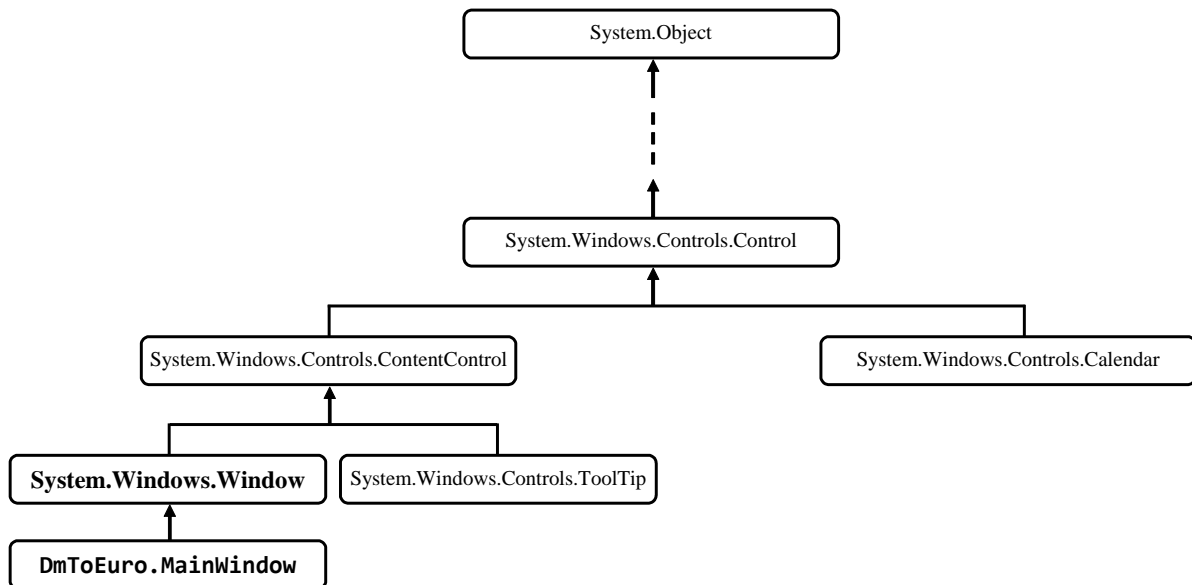 System.Object
System.Windows.Controls.Control
System.Windows.Controls.ContentControl
System.Windows.Controls.Calendar
System.Windows.Window
System.Windows.Controls.ToolTip
DmToEuro.MainWindow